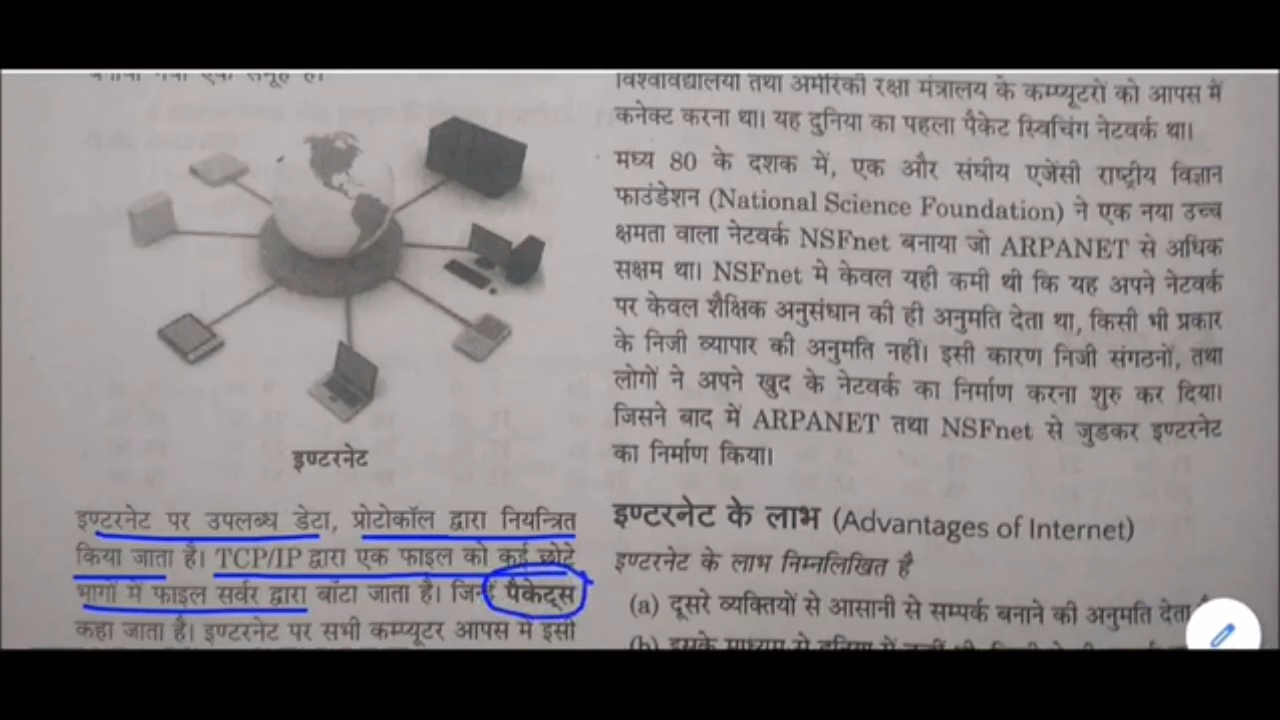 इण्टरनेट
इण्टरनेट पर उपलब्ध डेटा, प्रोटोकॉल द्वारा नियन्त्रित
किया जाता है। TCP/IP द्वारा एक फाइल को कई छोटे
भागों में फाइल सर्वर द्वारा बाँटा जाता है। जिन्हें पैकेट्स
कहा जाता है। इण्टरनेट पर सभी कम्प्यूटर आपस में इसी
विश्वविद्यालयों तथा अमेरिकी रक्षा मंत्रालय के कम्प्यूटरों को आपस में
कनेक्ट करना था। यह दुनिया का पहला पैकेट स्विचिंग नेटवर्क था।
मध्य 80 के दशक में, एक और संघीय एजेंसी राष्ट्रीय विज्ञान
फाउंडेशन (National Science Foundation) ने एक नया उच्च
क्षमता वाला नेटवर्क NSFnet बनाया जो ARPANET से अधिक
सक्षम था। NSFnet मे केवल यही कमी थी कि यह अपने नेटवर्क
पर केवल शैक्षिक अनुसंधान की ही अनुमति देता था, किसी भी प्रकार
के निजी व्यापार की अनुमति नहीं। इसी कारण निजी संगठनों, तथा
लोगों ने अपने खुद के नेटवर्क का निर्माण करना शुरु कर दिया।
जिसने बाद में ARPANET तथा NSFnet से जुडकर इण्टरनेट
का निर्माण किया।
इण्टरनेट के लाभ (Advantages of Internet)
इण्टरनेट के लाभ निम्नलिखित है
(a) दूसरे व्यक्तियों से आसानी से सम्पर्क बनाने की अनुमति देता
(b) इसके माध्यम से दुनिया में